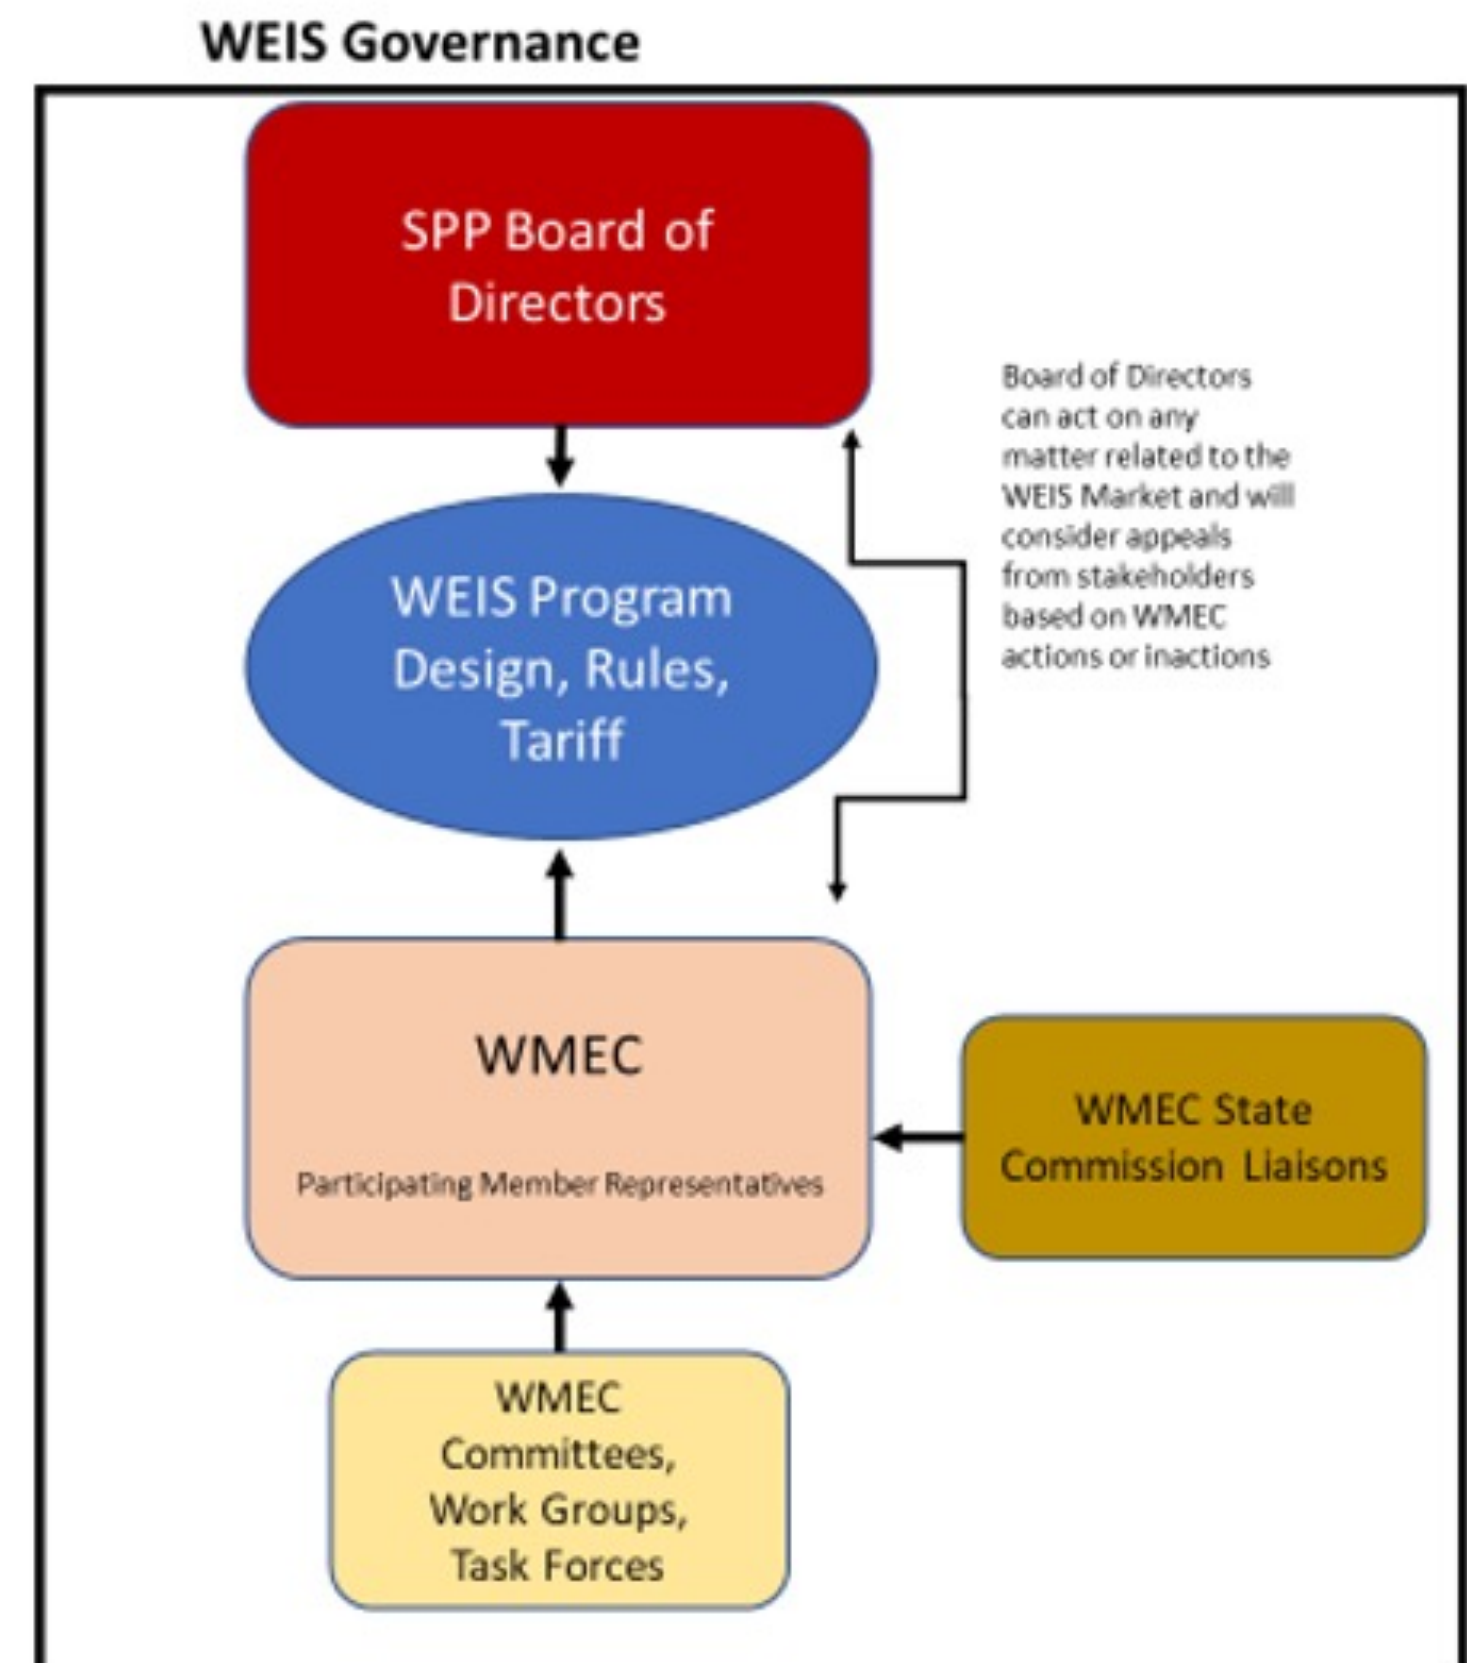 WEIS Governance
SPP Board of
Directors
Board of Directors
can act on any
matter related to the
WEIS Market and will
consider appeals
from stakeholders
based on WMEC
actions or inactions
WEIS Program
Design, Rules,
Tariff
WMEC
Participating Member Representatives
WMEC State
Commission Liaisons
WMEC
Committees,
Work Groups,
Task Forces